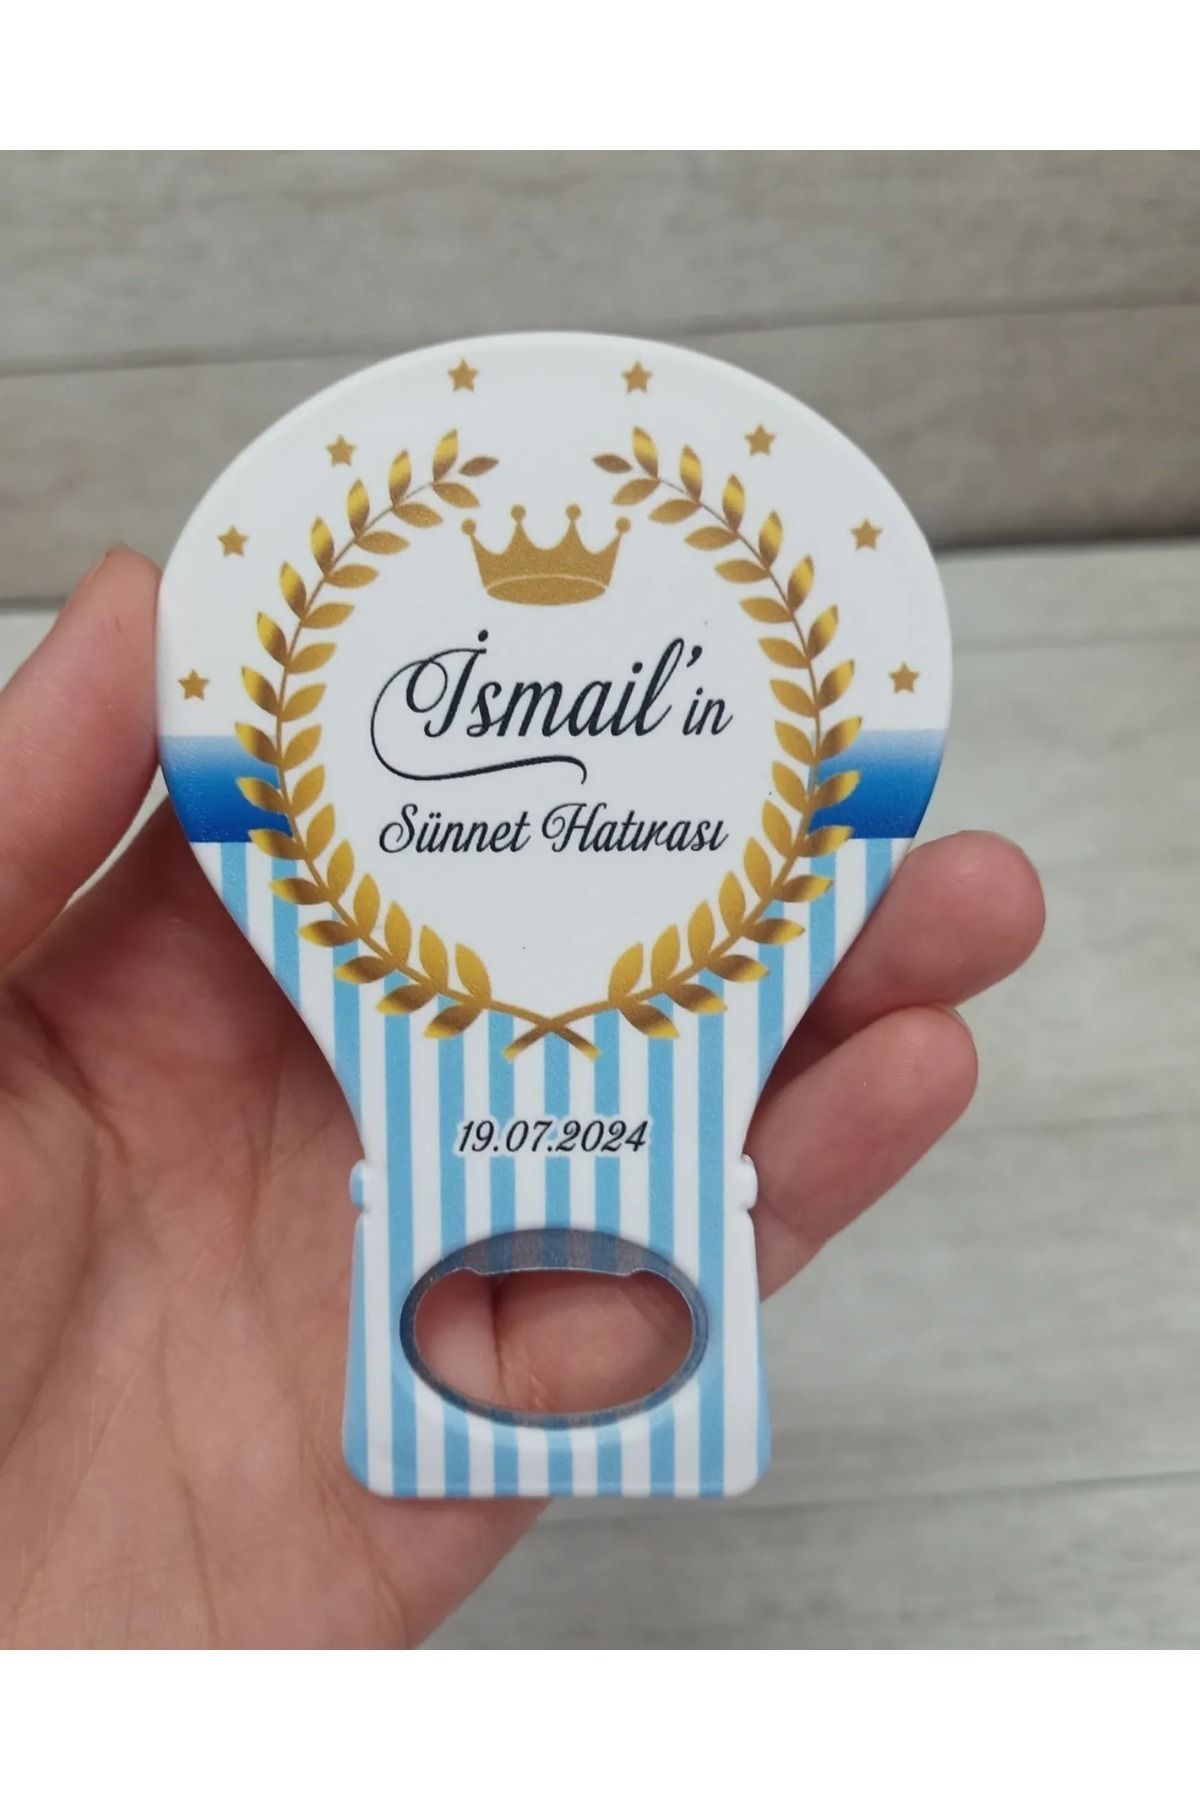 İsmail'in
Sünnet Hatırası
19.07.2024